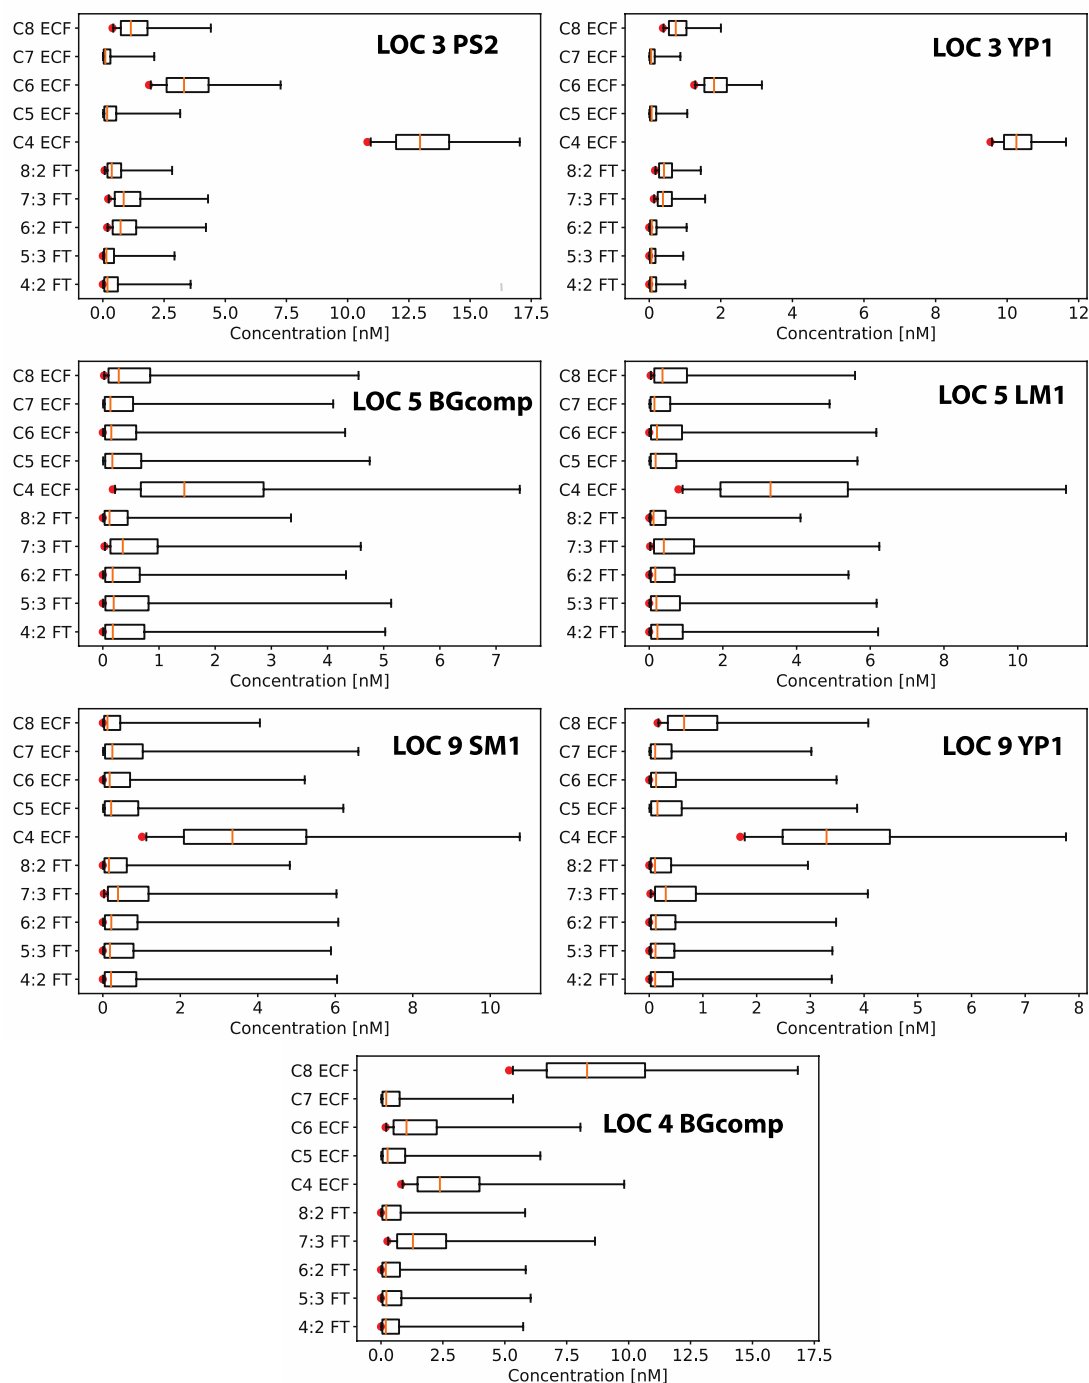 LOC 3 PS2
C8 ECF
C7 ECF
C6 ECF
C5 ECF
C4 ECF
8:2 FT
7:3 FT
6:2 FT
5:3 FT
4:2 FT
0.0 2.5 5.0 7.5 10.0 12.5 15.0 17.5
Concentration [nM]
LOC 3 YP1
C8 ECF
C7 ECF
C6 ECF
C5 ECF
C4 ECF
8:2 FT
7:3 FT
6:2 FT
5:3 FT
4:2 FT
0 2 4 6 8 10 12
Concentration [nM]
LOC 5 BGcomp
C8 ECF
C7 ECF
C6 ECF
C5 ECF
C4 ECF
8:2 FT
7:3 FT
6:2 FT
5:3 FT
4:2 FT
0 1 2 3 4 5 6 7
Concentration [nM]
LOC 5 LM1
C8 ECF
C7 ECF
C6 ECF
C5 ECF
C4 ECF
8:2 FT
7:3 FT
6:2 FT
5:3 FT
4:2 FT
0 2 4 6 8 10
Concentration [nM]
LOC 9 SM1
C8 ECF
C7 ECF
C6 ECF
C5 ECF
C4 ECF
8:2 FT
7:3 FT
6:2 FT
5:3 FT
4:2 FT
0 2 4 6 8 10
Concentration [nM]
LOC 9 YP1
C8 ECF
C7 ECF
C6 ECF
C5 ECF
C4 ECF
8:2 FT
7:3 FT
6:2 FT
5:3 FT
4:2 FT
0 1 2 3 4 5 6 7 8
Concentration [nM]
LOC 4 BGcomp
C8 ECF
C7 ECF
C6 ECF
C5 ECF
C4 ECF
8:2 FT
7:3 FT
6:2 FT
5:3 FT
4:2 FT
0.0 2.5 5.0 7.5 10.0 12.5 15.0 17.5
Concentration [nM]